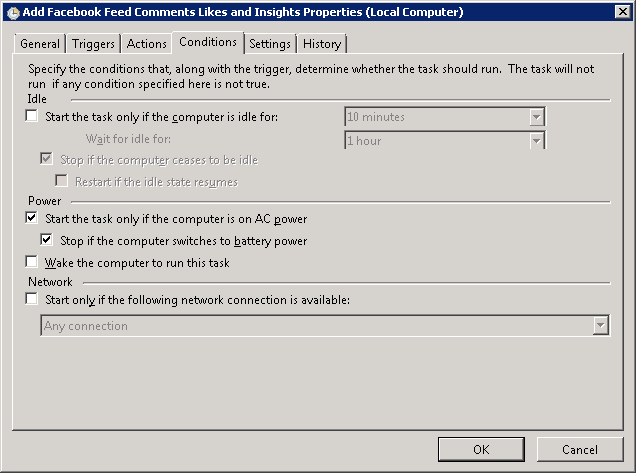 Add Facebook Feed Comments Likes and Insights Properties (Local Computer)
General Triggers Actions Conditions Settings History
Specify the conditions that, along with the trigger, determine whether the task should run. The task will not
run if any condition specified here is not true.
Idle
Start the task only if the computer is idle for: 10 minutes
Wait for idle for: 1 hour
Stop if the computer ceases to be idle
Restart if the idle state resumes
Power
Start the task only if the computer is on AC power
Stop if the computer switches to battery power
Wake the computer to run this task
Network
Start only if the following network connection is available:
Any connection
OK Cancel